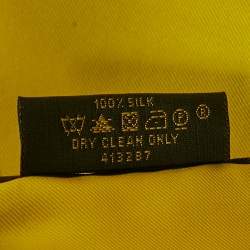 100% SILK
P ®
DRY CLEAN ONLY
413287